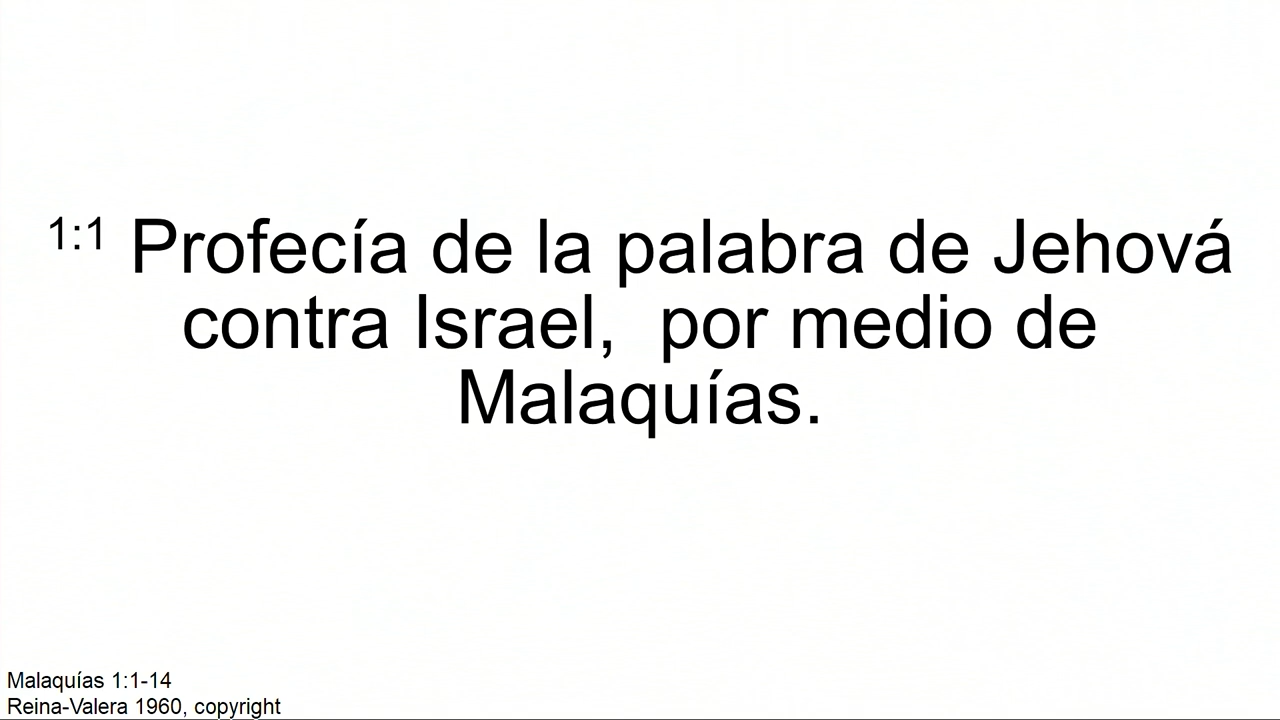 1:1 Profecía de la palabra de Jehová
contra Israel,  por medio de
Malaquías.
Malaquías 1:1-14
Reina-Valera 1960, copyright